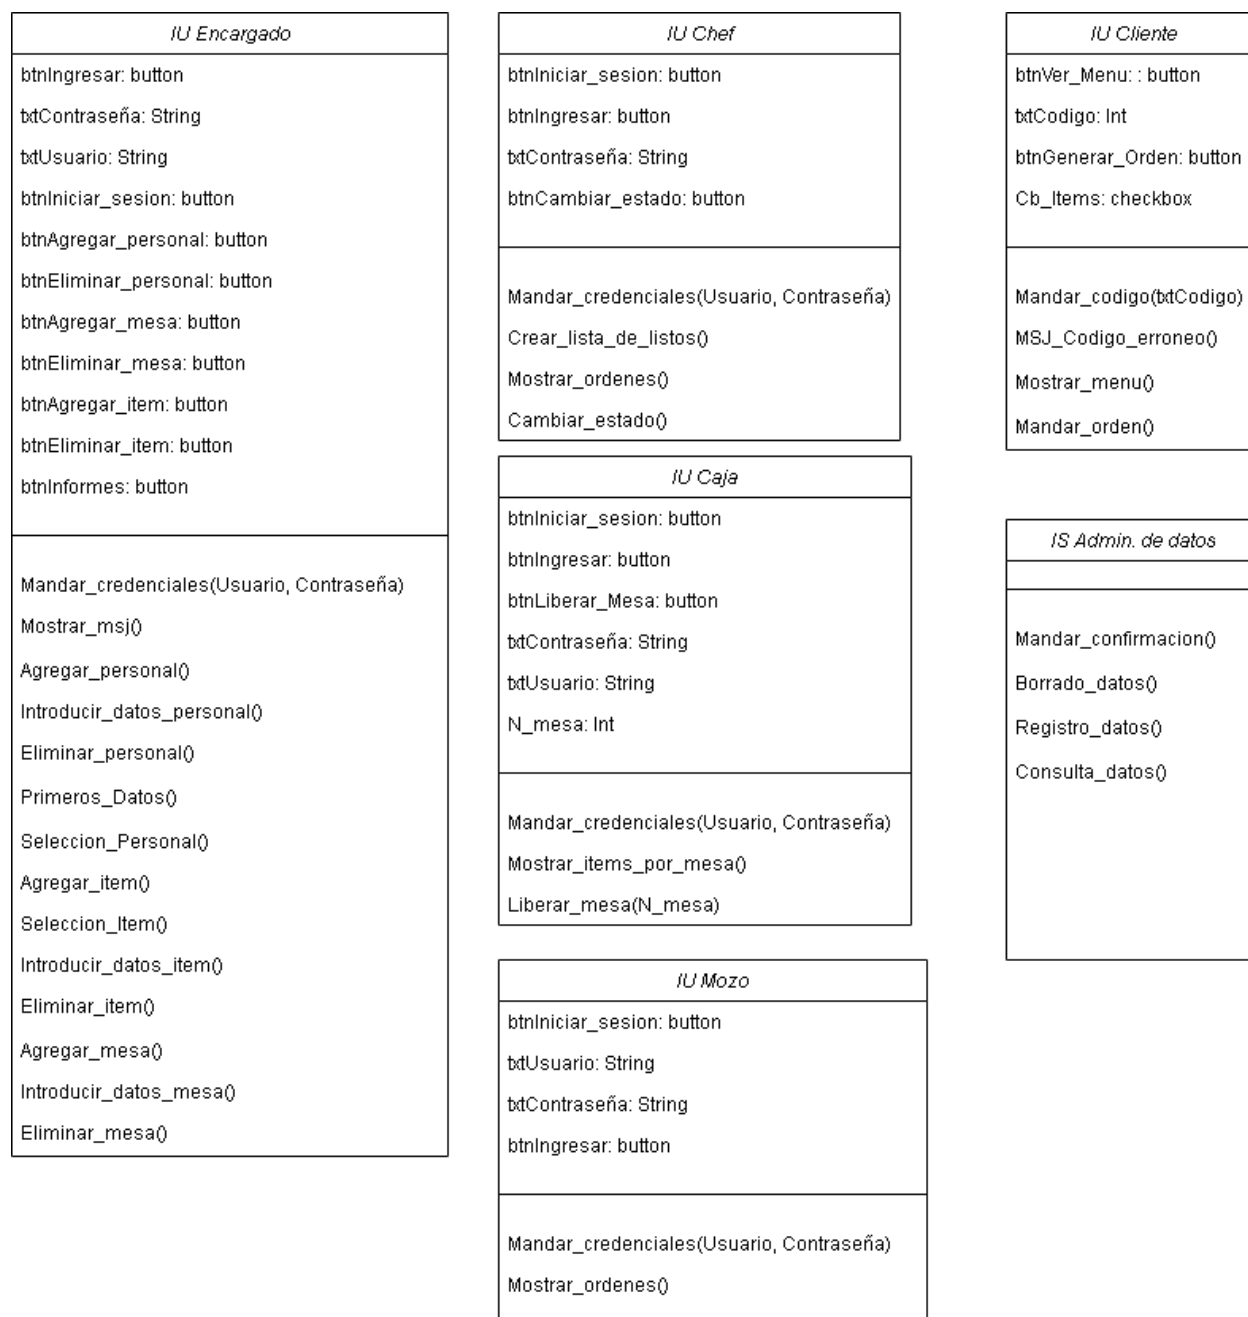 IU Encargado
btnIngresar: button
txtContraseña: String
txtUsuario: String
btnIniciar_sesion: button
btnAgregar_personal: button
btnEliminar_personal: button
btnAgregar_mesa: button
btnEliminar_mesa: button
btnAgregar_item: button
btnEliminar_item: button
btnInformes: button
Mandar_credenciales(Usuario, Contraseña)
Mostrar_msj()
Agregar_personal()
Introducir_datos_personal()
Eliminar_personal()
Primeros_Datos()
Seleccion_Personal()
Agregar_item()
Seleccion_Item()
Introducir_datos_item()
Eliminar_item()
Agregar_mesa()
Introducir_datos_mesa()
Eliminar_mesa()
IU Chef
btnIniciar_sesion: button
btnIngresar: button
txtContraseña: String
btnCambiar_estado: button
Mandar_credenciales(Usuario, Contraseña)
Crear_lista_de_listos()
Mostrar_ordenes()
Cambiar_estado()
IU Caja
btnIniciar_sesion: button
btnIngresar: button
btnLiberar_Mesa: button
txtContraseña: String
txtUsuario: String
N_mesa: Int
Mandar_credenciales(Usuario, Contraseña)
Mostrar_items_por_mesa()
Liberar_mesa(N_mesa)
IU Mozo
btnIniciar_sesion: button
txtUsuario: String
txtContraseña: String
btnIngresar: button
Mandar_credenciales(Usuario, Contraseña)
Mostrar_ordenes()
IU Cliente
btnVer_Menu: : button
txtCodigo: Int
btnGenerar_Orden: button
Cb_Items: checkbox
Mandar_codigo(txtCodigo)
MSJ_Codigo_erroneo()
Mostrar_menu()
Mandar_orden()
IS Admin. de datos
Mandar_confirmacion()
Borrado_datos()
Registro_datos()
Consulta_datos()